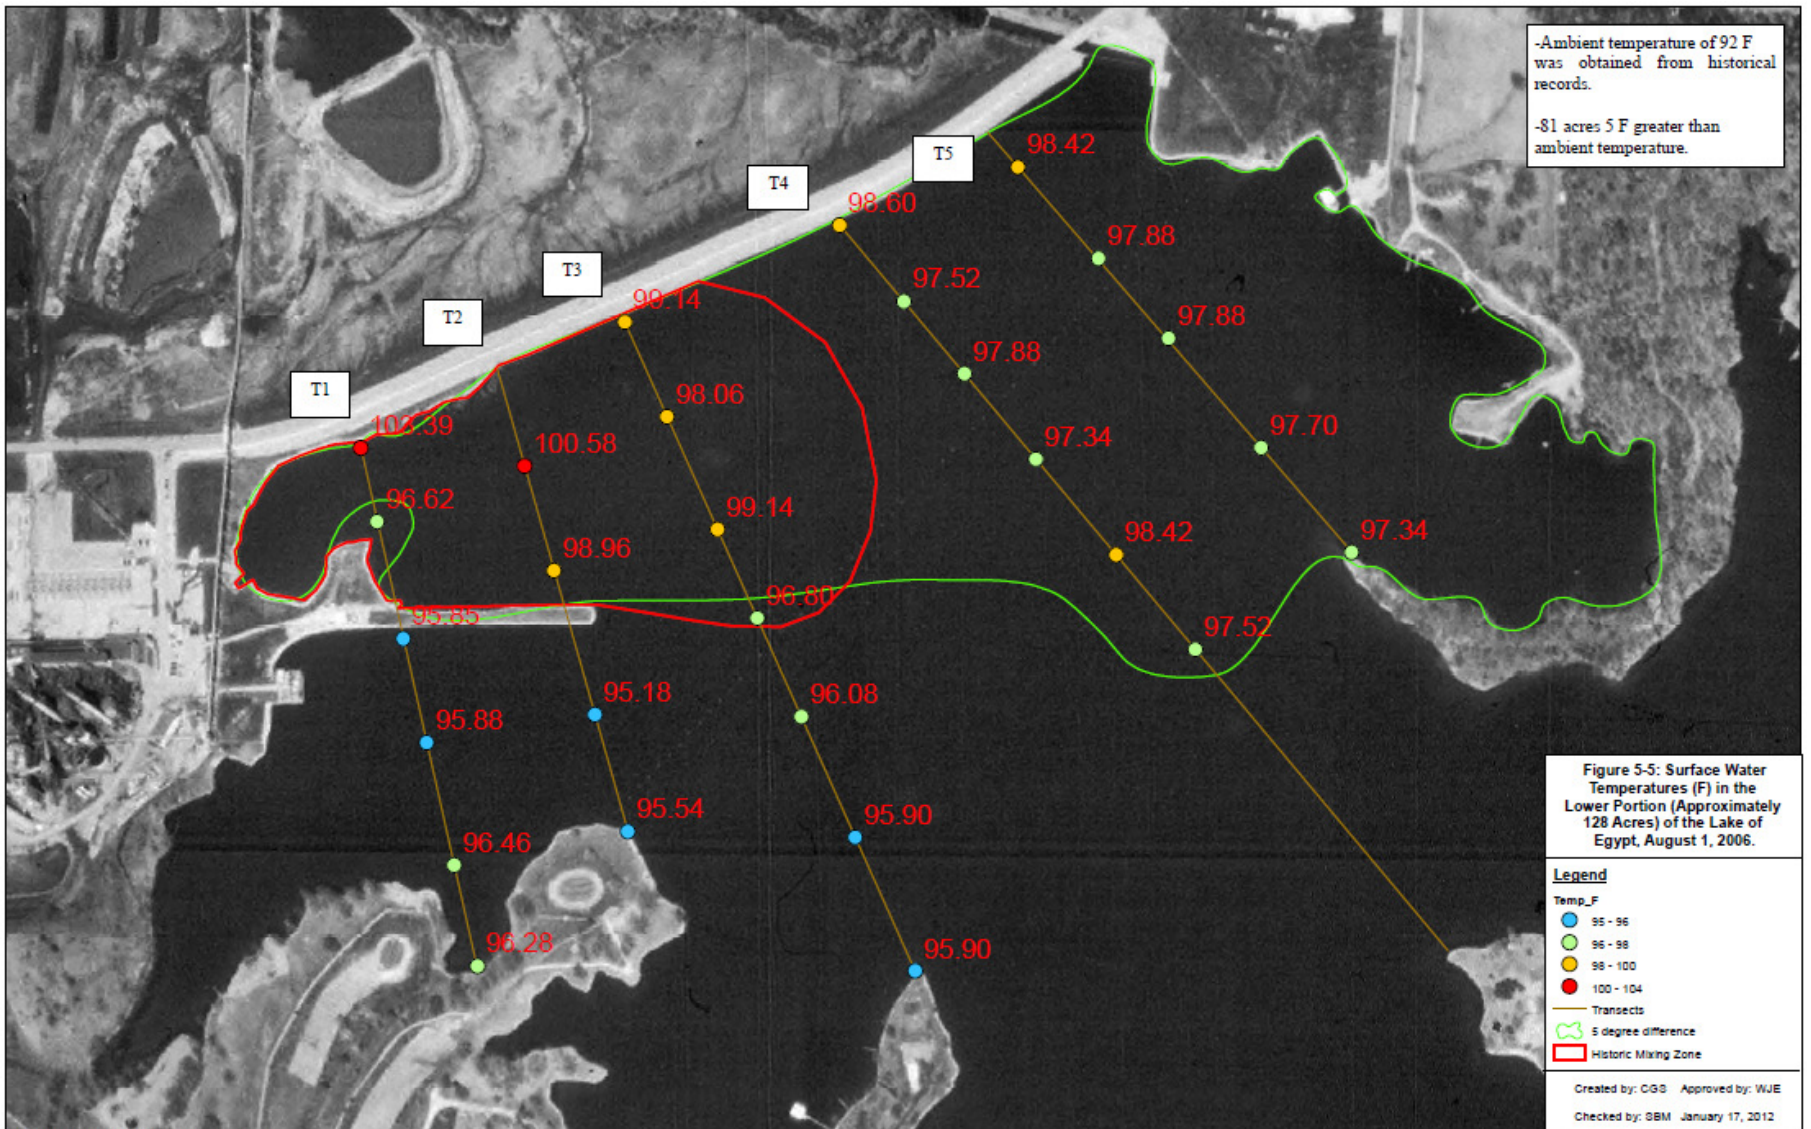 -Ambient temperature of 92 F
was obtained from historical
records.
-81 acres 5 F greater than
ambient temperature.
T5
98.42
T4
98.60
97.88
T3
97.52
97.88
99.14
T2
97.88
T1
98.06
97.34
97.70
103.39
100.58
96.62
99.14
98.42
97.34
98.96
96.80
95.85
97.52
95.18
96.08
95.88
95.54
95.90
96.46
96.28
95.90
Figure 5-5: Surface Water
Temperatures (F) in the
Lower Portion (Approximately
128 Acres) of the Lake of
Egypt, August 1, 2006.
Legend
Temp_F
95 - 96
96 - 98
98 - 100
100 - 104
Transects
5 degree difference
Historic Mixing Zone
Created by: CGS Approved by: WJE
Checked by: SBM January 17, 2012